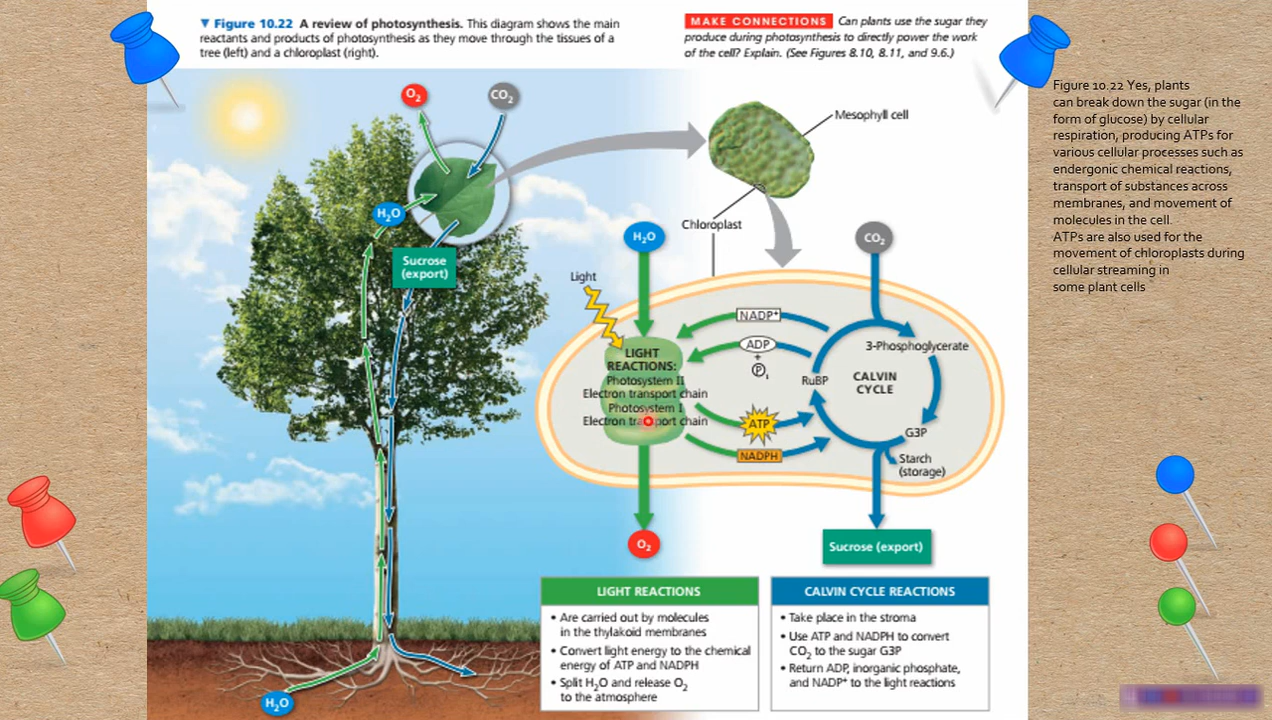 ▼ Figure 10.22 A review of photosynthesis. This diagram shows the main
reactants and products of photosynthesis as they move through the tissues of a
tree (left) and a chloroplast (right).
MAKE CONNECTIONS Can plants use the sugar they
produce during photosynthesis to directly power the work
of the cell? Explain. (See Figures 8.10, 8.11, and 9.6.)
Figure 10.22 Yes, plants
can break down the sugar (in the
form of glucose) by cellular
respiration, producing ATPs for
various cellular processes such as
endergonic chemical reactions,
transport of substances across
membranes, and movement of
molecules in the cell.
ATPs are also used for the
movement of chloroplasts during
cellular streaming in
some plant cells
O₂
CO₂
H₂O
Sucrose
(export)
H₂O
Mesophyll cell
Chloroplast
H₂O
CO₂
Light
NADP⁺
ADP
+
Ⓟᵢ
LIGHT
REACTIONS:
Photosystem II
Electron transport chain
Photosystem I
Electron transport chain
ATP
NADPH
RuBP
CALVIN
CYCLE
3-Phosphoglycerate
G3P
Starch
(storage)
O₂
Sucrose (export)
LIGHT REACTIONS
• Are carried out by molecules
in the thylakoid membranes
• Convert light energy to the chemical
energy of ATP and NADPH
• Split H₂O and release O₂
to the atmosphere
CALVIN CYCLE REACTIONS
• Take place in the stroma
• Use ATP and NADPH to convert
CO₂ to the sugar G3P
• Return ADP, inorganic phosphate,
and NADP⁺ to the light reactions